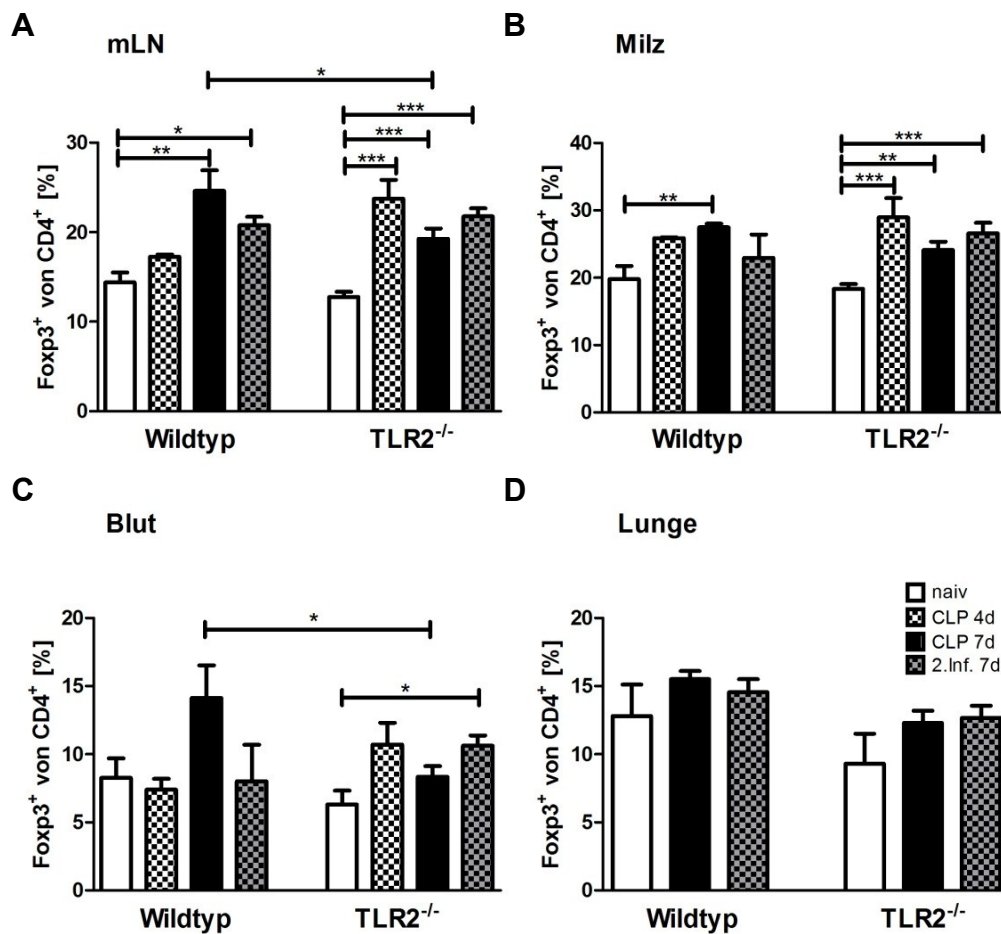 A
mLN
Foxp3⁺ von CD4⁺ [%]
30
20
10
0
*
*
**
***
***
***
Wildtyp
TLR2⁻/⁻
B
Milz
Foxp3⁺ von CD4⁺ [%]
40
30
20
10
0
**
***
**
***
Wildtyp
TLR2⁻/⁻
C
Blut
Foxp3⁺ von CD4⁺ [%]
20
15
10
5
0
*
*
Wildtyp
TLR2⁻/⁻
D
Lunge
Foxp3⁺ von CD4⁺ [%]
20
15
10
5
0
naiv
CLP 4d
CLP 7d
2.Inf. 7d
Wildtyp
TLR2⁻/⁻